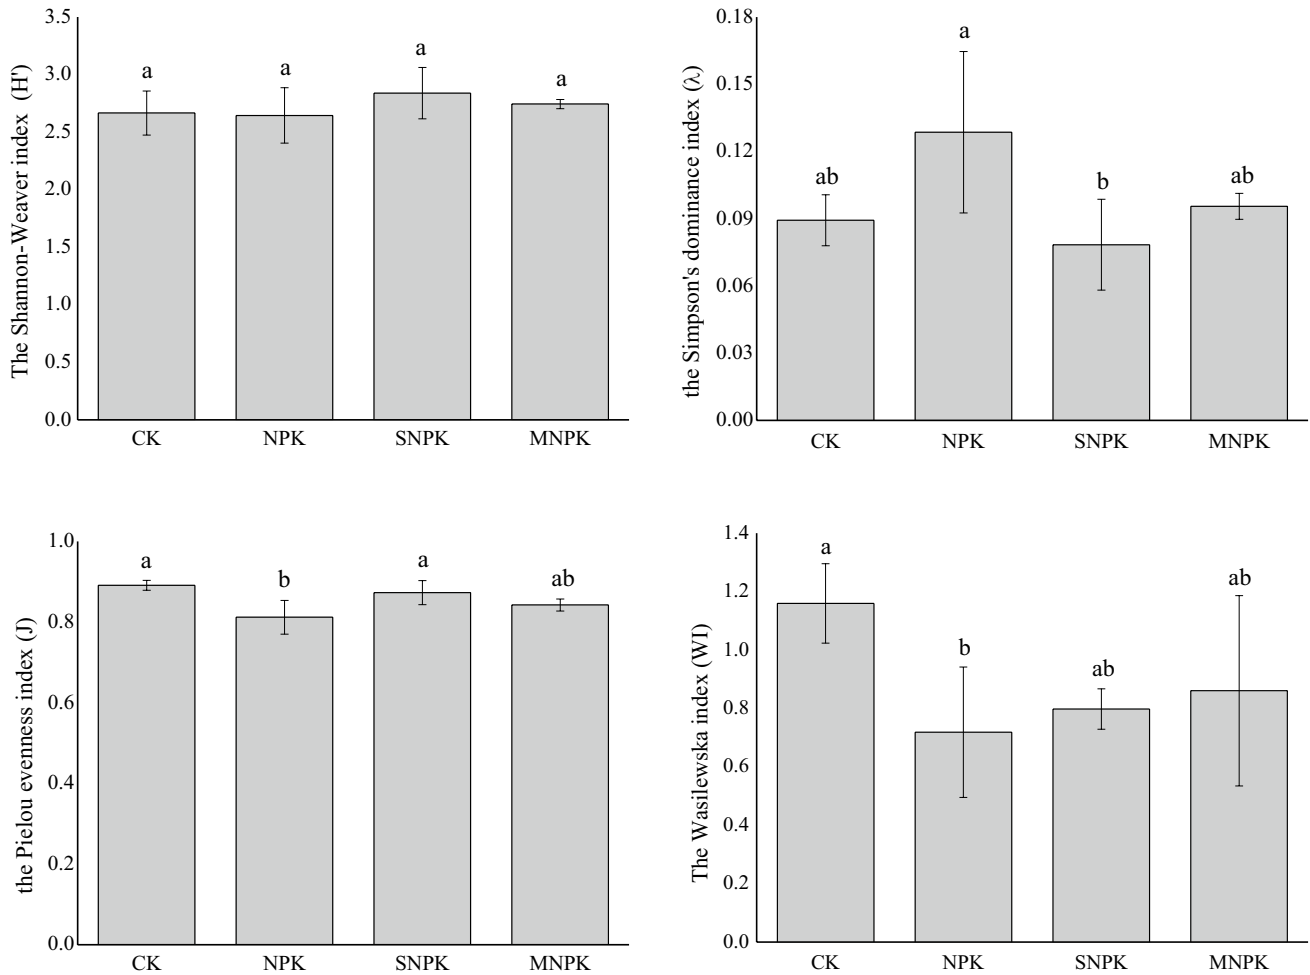 The Shannon-Weaver index (H')
3.5
3.0
2.5
2.0
1.5
1.0
0.5
0.0
a
a
a
a
CK
NPK
SNPK
MNPK
the Simpson's dominance index (λ)
0.18
0.15
0.12
0.09
0.06
0.03
0.00
ab
a
b
ab
CK
NPK
SNPK
MNPK
the Pielou evenness index (J)
1.0
0.8
0.6
0.4
0.2
0.0
a
b
a
ab
CK
NPK
SNPK
MNPK
The Wasilewska index (WI)
1.4
1.2
1.0
0.8
0.6
0.4
0.2
0.0
a
b
ab
ab
CK
NPK
SNPK
MNPK